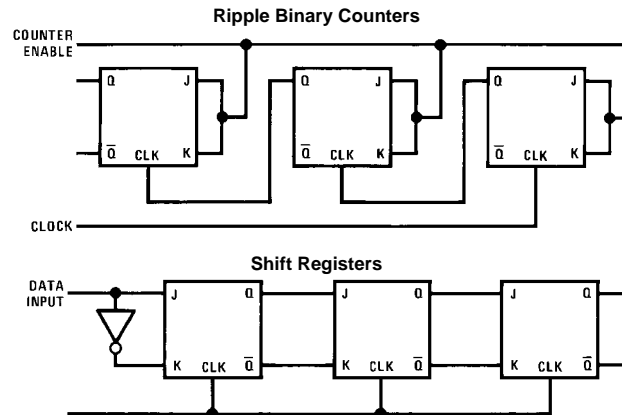 Ripple Binary Counters
COUNTER
ENABLE
Q J Q J Q J
Q̅ CLK K Q̅ CLK K Q̅ CLK K
CLOCK
Shift Registers
DATA
INPUT
J Q J Q J Q
K CLK Q̅ K CLK Q̅ K CLK Q̅